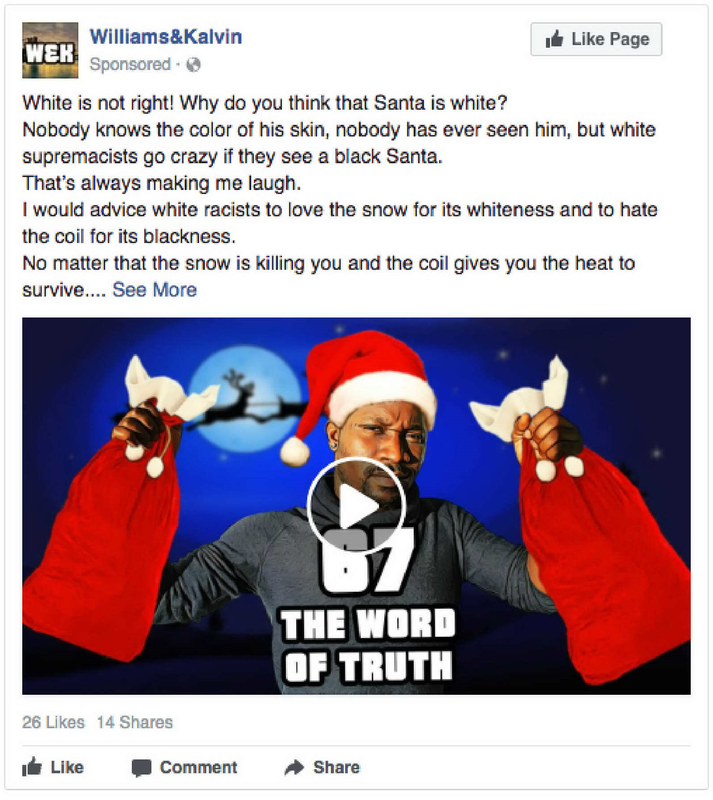 WEK
Williams&Kalvin
Like Page
Sponsored ·
White is not right! Why do you think that Santa is white?
Nobody knows the color of his skin, nobody has ever seen him, but white
supremacists go crazy if they see a black Santa.
That's always making me laugh.
I would advice white racists to love the snow for its whiteness and to hate
the coil for its blackness.
No matter that the snow is killing you and the coil gives you the heat to
survive.... See More
67
THE WORD
OF TRUTH
26 Likes 14 Shares
Like Comment Share